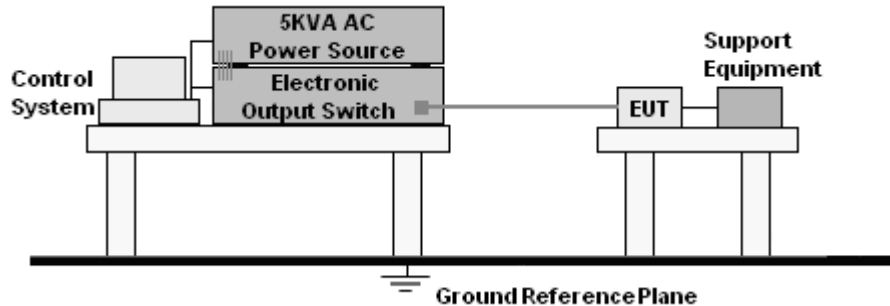 5KVA AC
Power Source
Control
System
Electronic
Output Switch
EUT
Support
Equipment
Ground Reference Plane